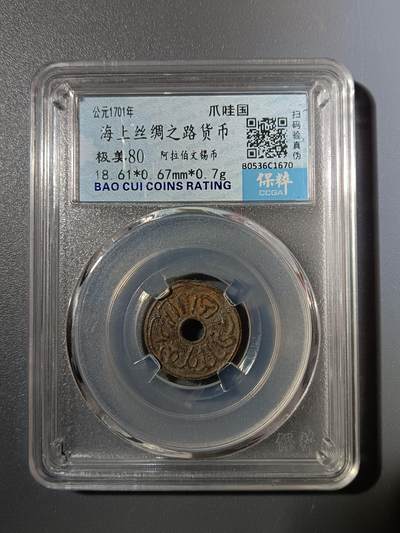 公元1701年 爪哇国
海上丝绸之路货币
极美80 阿拉伯文锡币
18.61*0.67mm*0.7g
BAO CUI COINS RATING
扫码验真伪
B0536C1670
保粹
CCGA